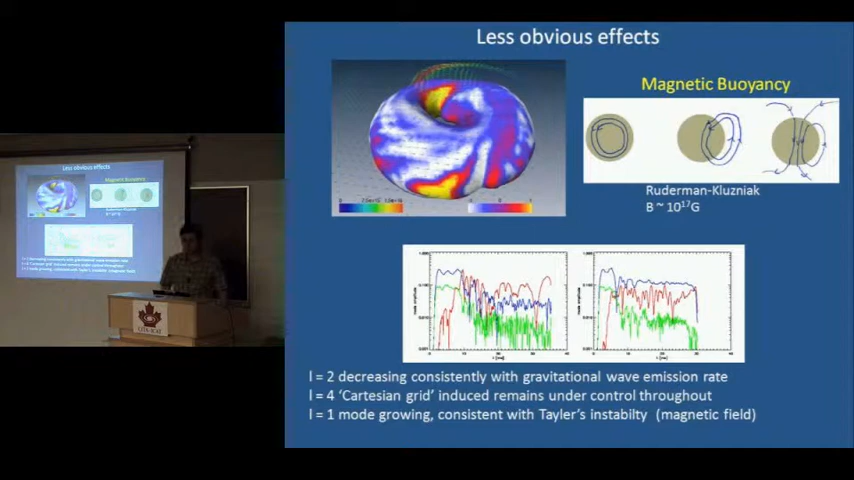 Less obvious effects
Magnetic Buoyancy
Ruderman-Kluzniak
B ~ 10¹⁷G
l = 2 decreasing consistently with gravitational wave emission rate
l = 4 ‘Cartesian grid’ induced remains under control throughout
l = 1 mode growing, consistent with Tayler’s instabilty (magnetic field)